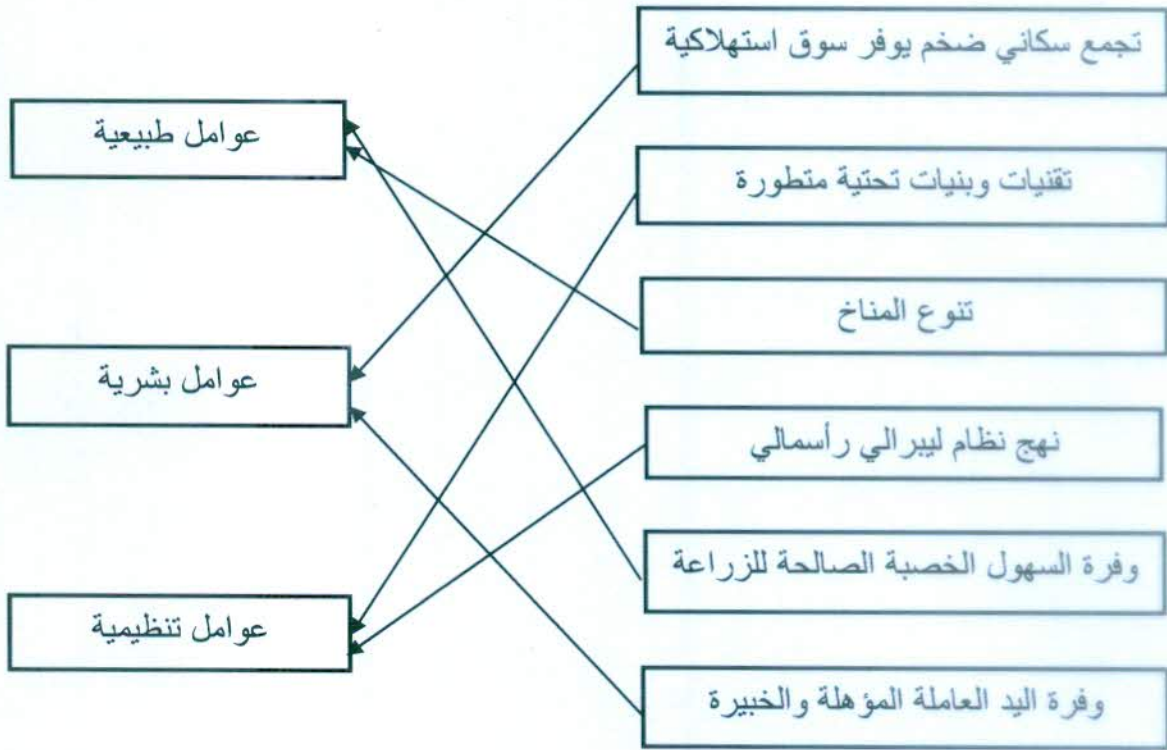 تجمع سكاني ضخم يوفر سوق استهلاكية
عوامل طبيعية
تقنيات وبنيات تحتية متطورة
تنوع المناخ
عوامل بشرية
نهج نظام ليبرالي رأسمالي
وفرة السهول الخصبة الصالحة للزراعة
عوامل تنظيمية
وفرة اليد العاملة المؤهلة والخبيرة